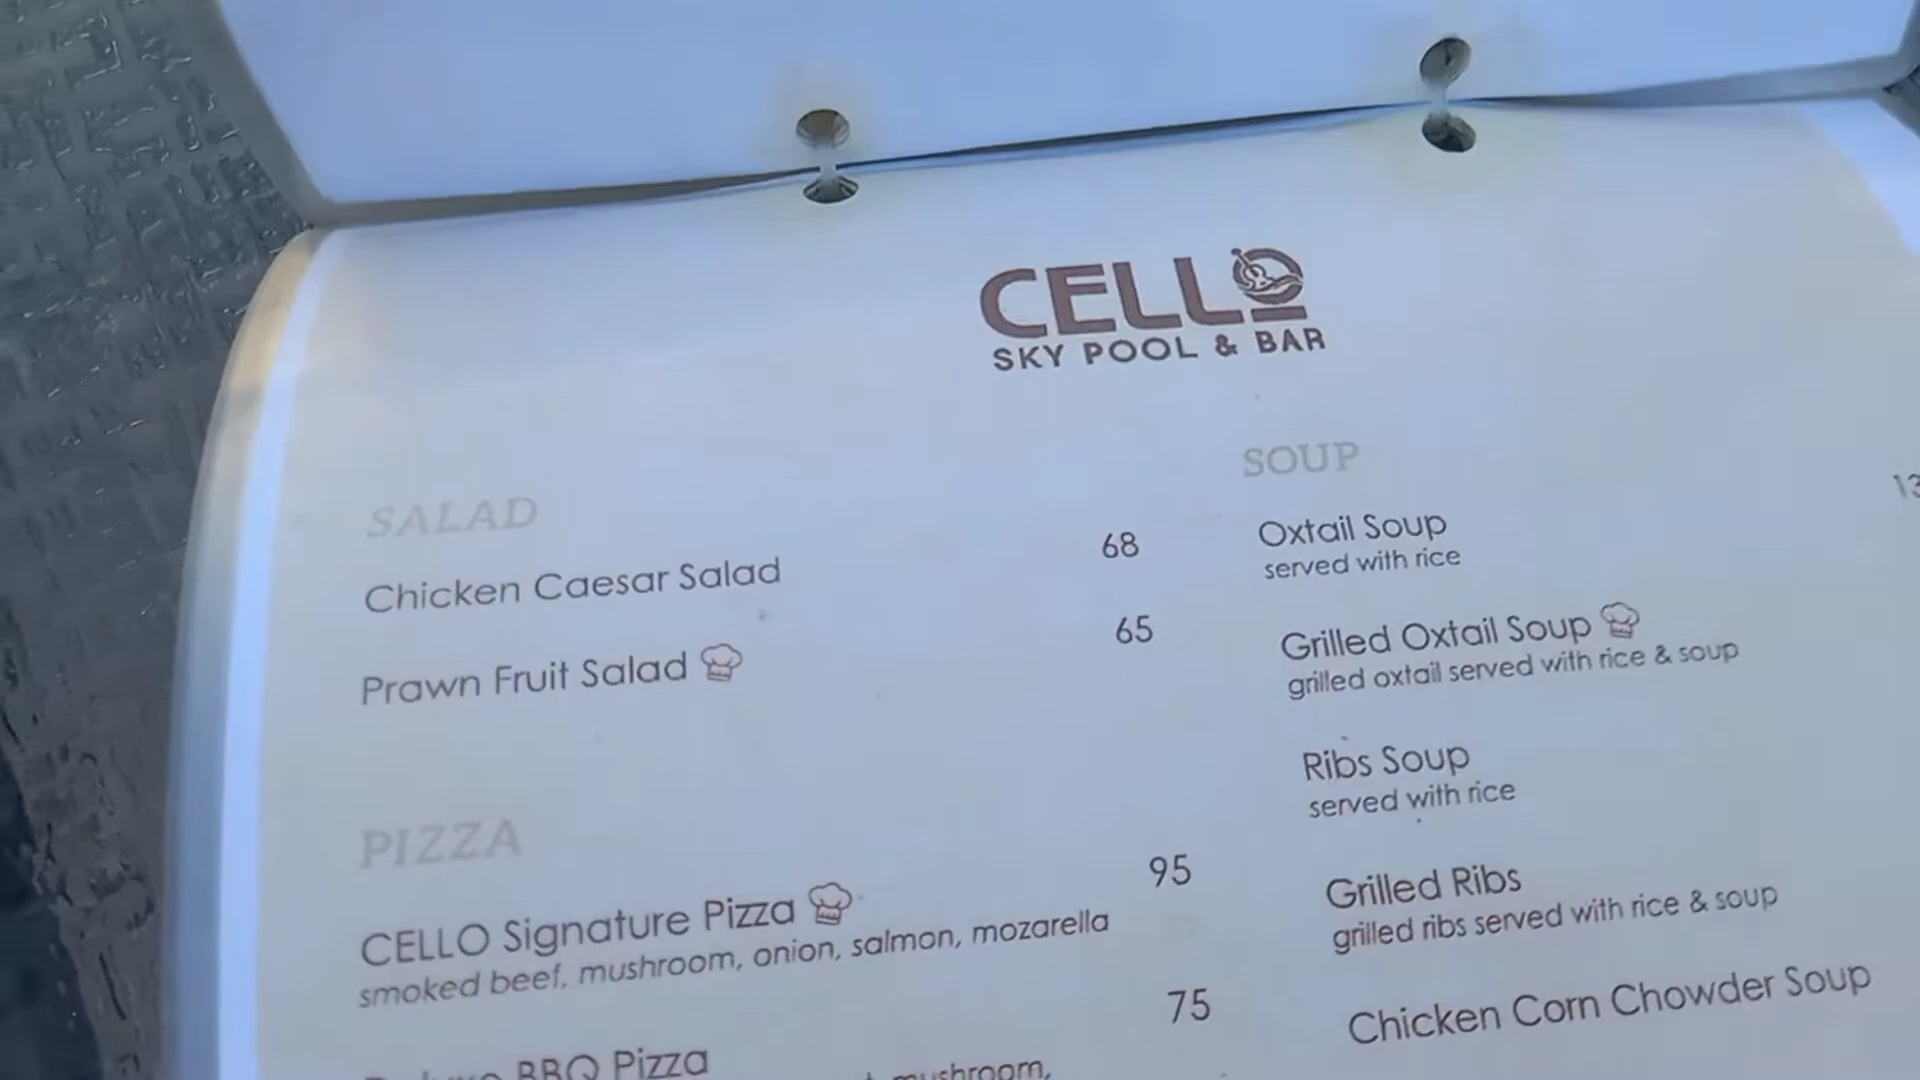 CELLO
SKY POOL & BAR
SALAD
Chicken Caesar Salad 68
Prawn Fruit Salad 65
PIZZA
CELLO Signature Pizza 95
smoked beef, mushroom, onion, salmon, mozarella
BBQ Pizza 75
mushroom,
SOUP
Oxtail Soup
served with rice
Grilled Oxtail Soup
grilled oxtail served with rice & soup
Ribs Soup
served with rice
Grilled Ribs
grilled ribs served with rice & soup
Chicken Corn Chowder Soup